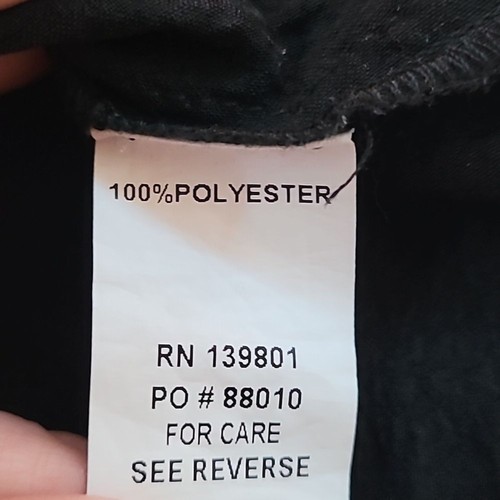 100%POLYESTER
RN 139801
PO # 88010
FOR CARE
SEE REVERSE